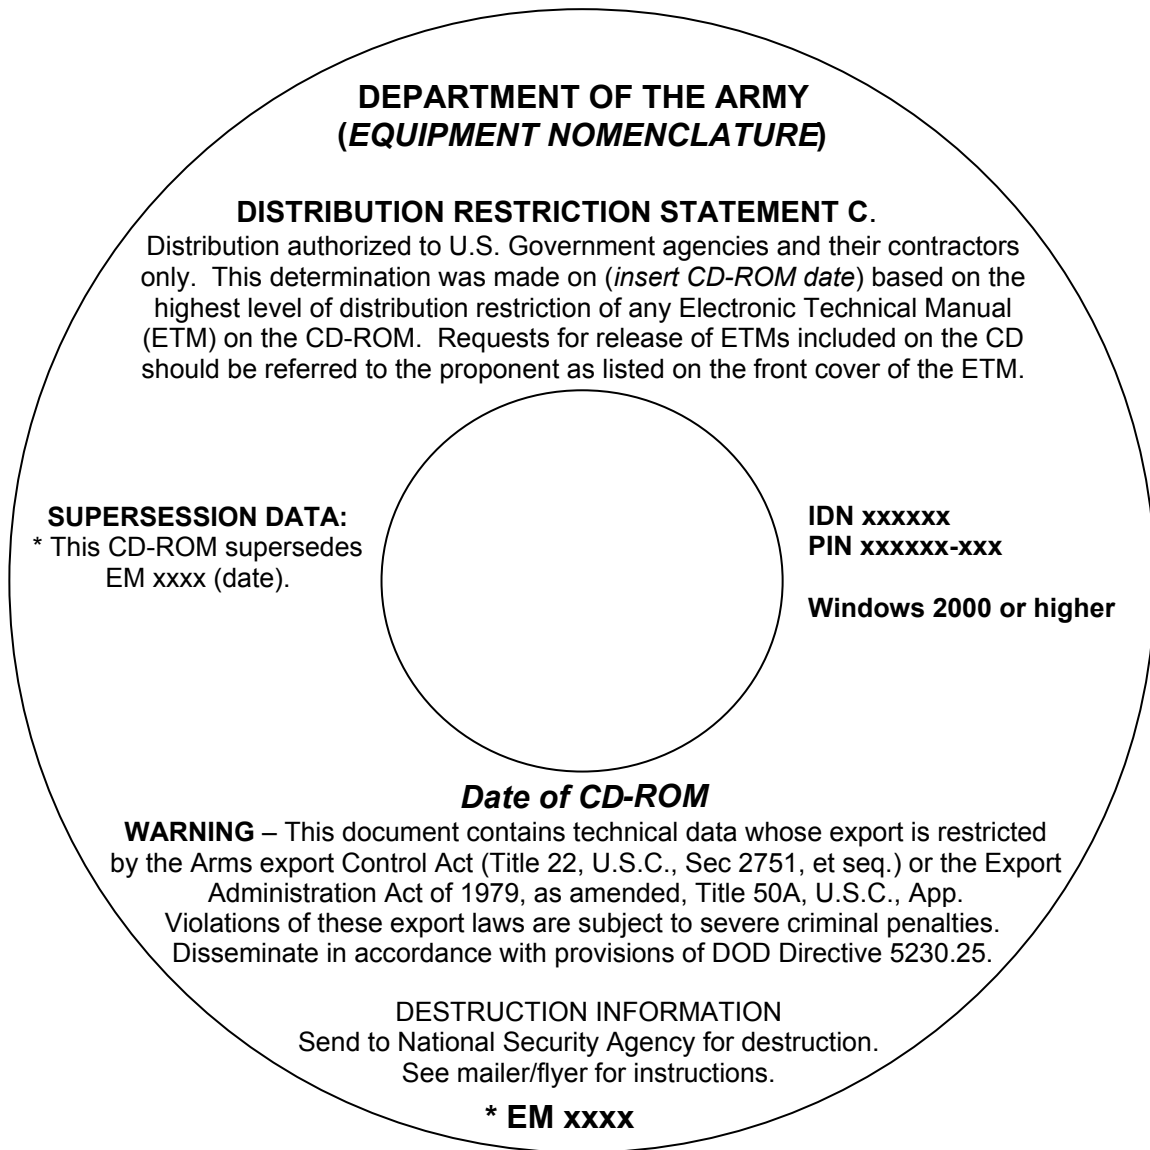 DEPARTMENT OF THE ARMY
(EQUIPMENT NOMENCLATURE)
DISTRIBUTION RESTRICTION STATEMENT C.
Distribution authorized to U.S. Government agencies and their contractors
only. This determination was made on (insert CD-ROM date) based on the
highest level of distribution restriction of any Electronic Technical Manual
(ETM) on the CD-ROM. Requests for release of ETMs included on the CD
should be referred to the proponent as listed on the front cover of the ETM.
SUPERSESSION DATA:
* This CD-ROM supersedes
EM xxxx (date).
IDN xxxxxx
PIN xxxxxx-xxx
Windows 2000 or higher
Date of CD-ROM
WARNING – This document contains technical data whose export is restricted
by the Arms export Control Act (Title 22, U.S.C., Sec 2751, et seq.) or the Export
Administration Act of 1979, as amended, Title 50A, U.S.C., App.
Violations of these export laws are subject to severe criminal penalties.
Disseminate in accordance with provisions of DOD Directive 5230.25.
DESTRUCTION INFORMATION
Send to National Security Agency for destruction.
See mailer/flyer for instructions.
* EM xxxx